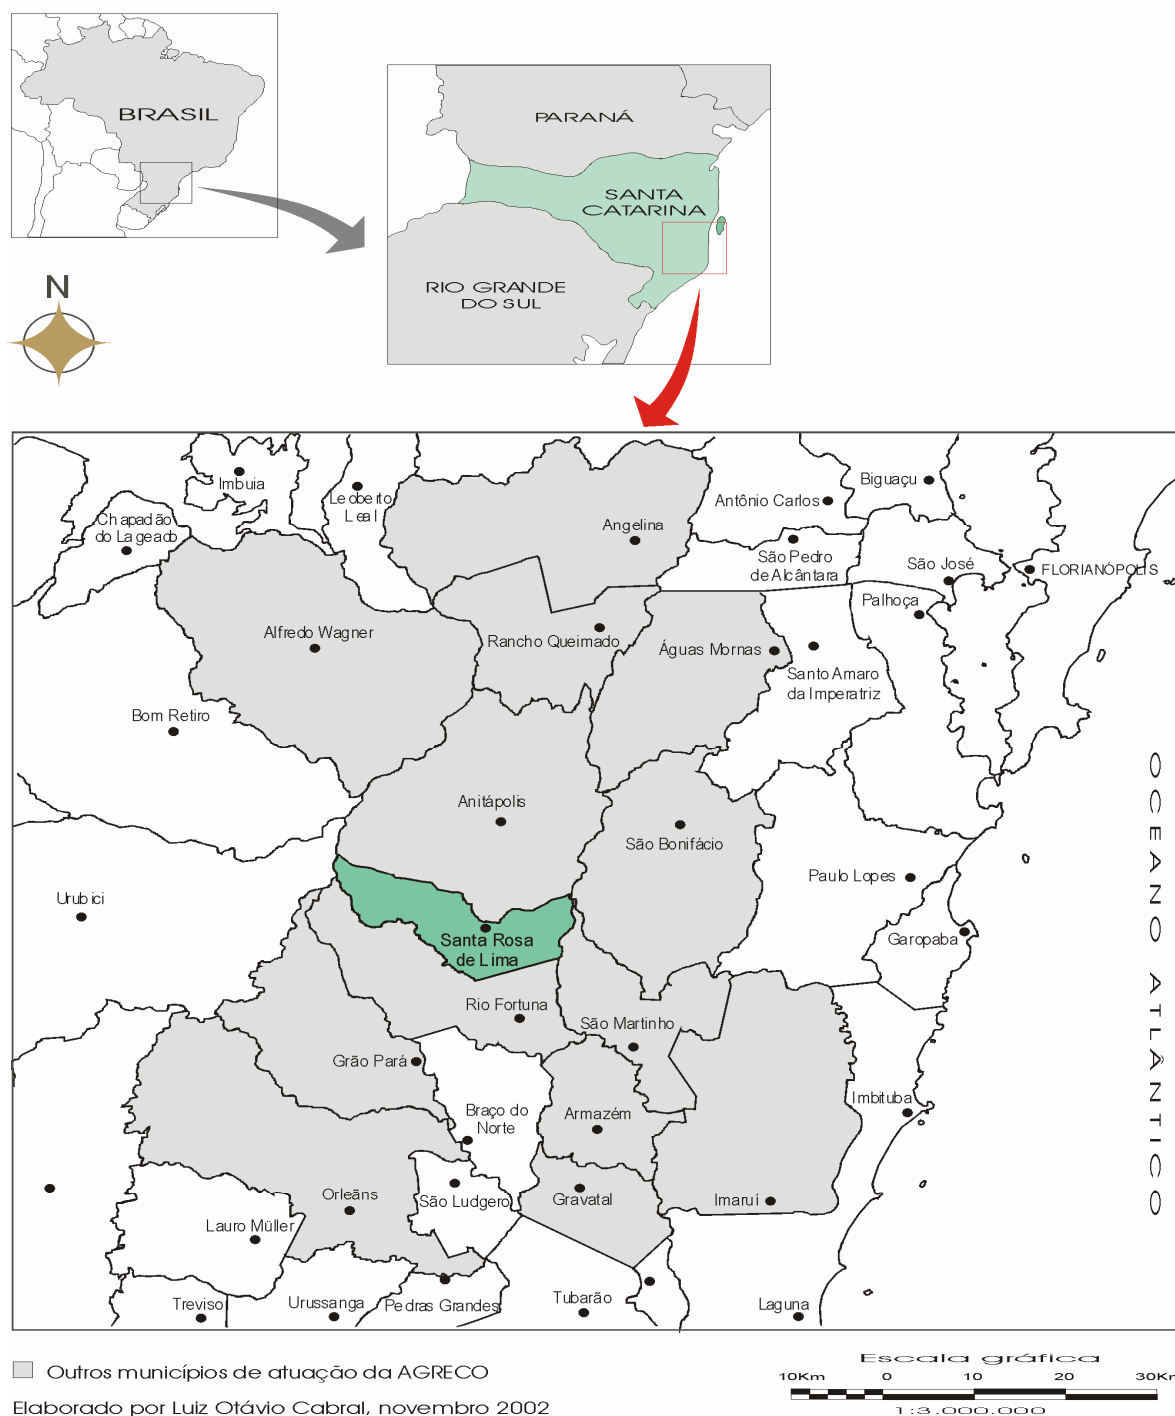 BRASIL
PARANÁ
SANTA
CATARINA
RIO GRANDE
DO SUL
N
Imbuia
Leoberto
Leal
Chapadão
do Lageado
Angelina
Antônio Carlos
Biguaçu
São Pedro
de Alcântara
São José
FLORIANÓPOLIS
Palhoça
Alfredo Wagner
Rancho Queimado
Águas Mornas
Santo Amaro
da Imperatriz
Bom Retiro
Anitápolis
São Bonifácio
Paulo Lopes
Urubici
Garopaba
Santa Rosa
de Lima
Rio Fortuna
São Martinho
Grão Pará
Imbituba
Braço do
Norte
Armazém
Orleãns
São Ludgero
Gravatal
Imaruí
Lauro Müller
Treviso
Urussanga
Pedras Grandes
Tubarão
Laguna
OCEANO ATLÂNTICO
Outros municípios de atuação da AGRECO
Elaborado por Luiz Otávio Cabral, novembro 2002
Escala gráfica
10Km 0 10 20 30Km
1:3.000.000